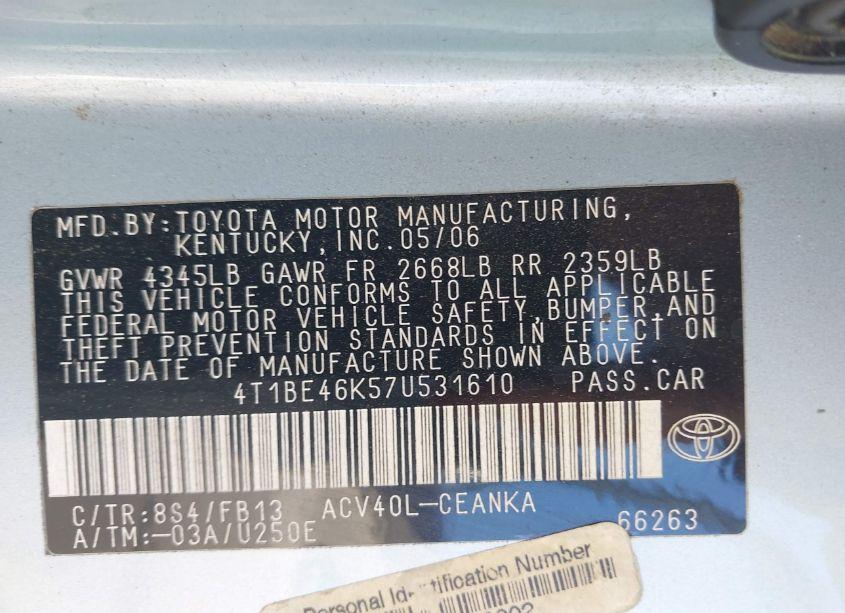 MFD.BY:TOYOTA MOTOR MANUFACTURING,
KENTUCKY,INC.05/06
GVWR 4345LB GAWR FR 2668LB RR 2359LB
THIS VEHICLE CONFORMS TO ALL APPLICABLE
FEDERAL MOTOR VEHICLE SAFETY,BUMPER,AND
THEFT PREVENTION STANDARDS IN EFFECT ON
THE DATE OF MANUFACTURE SHOWN ABOVE.
4T1BE46K57U531610 PASS.CAR
C/TR:8S4/FB13 ACV40L-CEANKA
A/TM:-03A/U250E 66263
Personal Identification Number